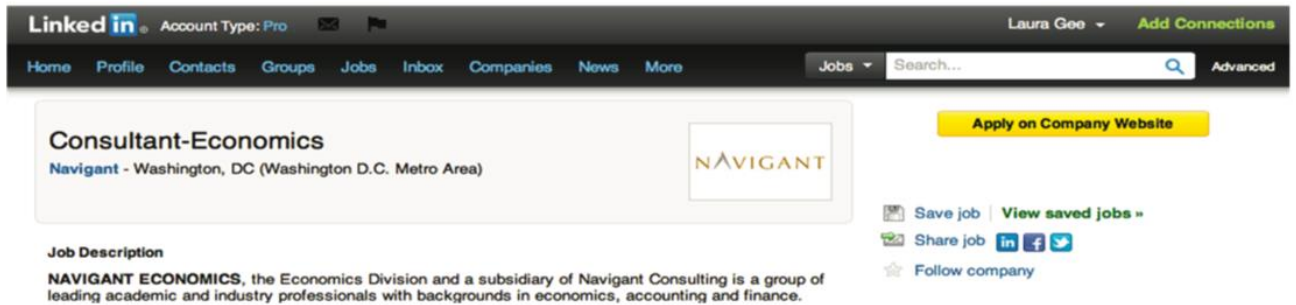 Linked in ® Account Type: Pro Laura Gee Add Connections
Home Profile Contacts Groups Jobs Inbox Companies News More Jobs Search... Advanced
Consultant-Economics
Navigant - Washington, DC (Washington D.C. Metro Area)
NAVIGANT
Apply on Company Website
Save job | View saved jobs »
Share job in f
Follow company
Job Description
NAVIGANT ECONOMICS, the Economics Division and a subsidiary of Navigant Consulting is a group of
leading academic and industry professionals with backgrounds in economics, accounting and finance.